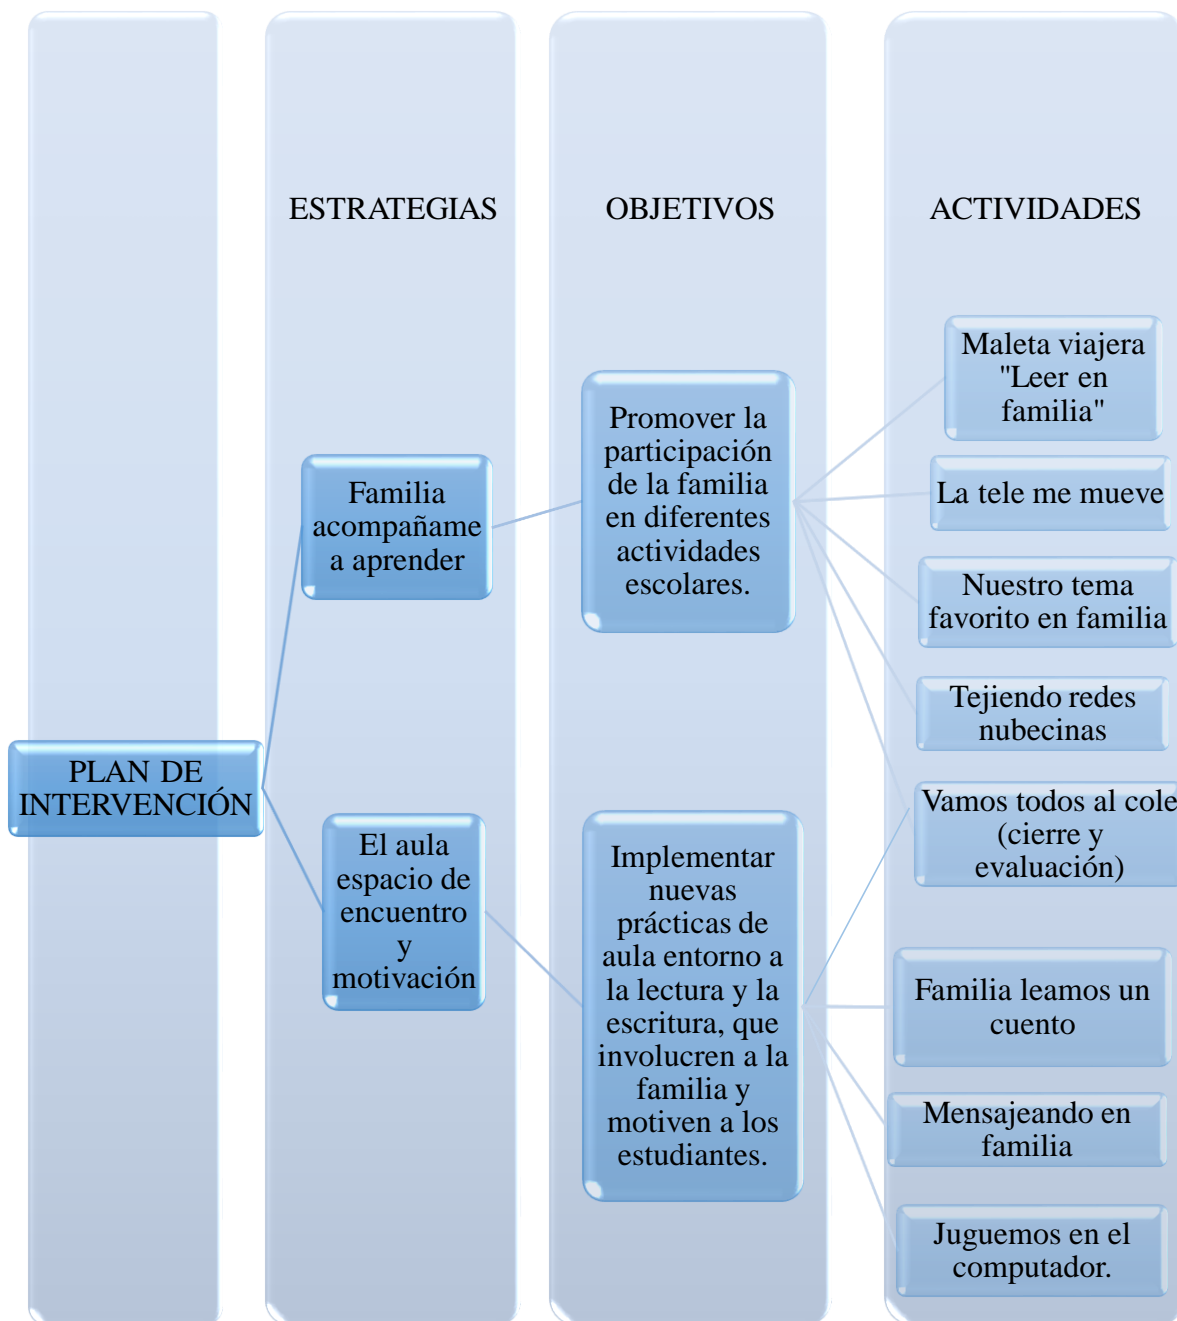 ESTRATEGIAS
OBJETIVOS
ACTIVIDADES
PLAN DE
INTERVENCIÓN
Familia
acompañame
a aprender
El aula
espacio de
encuentro
y
motivación
Promover la
participación
de la familia
en diferentes
actividades
escolares.
Implementar
nuevas
prácticas de
aula entorno a
la lectura y la
escritura, que
involucren a la
familia y
motiven a los
estudiantes.
Maleta viajera
"Leer en
familia"
La tele me mueve
Nuestro tema
favorito en familia
Tejiendo redes
nubecinas
Vamos todos al cole
(cierre y
evaluación)
Familia leamos un
cuento
Mensajeando en
familia
Juguemos en el
computador.